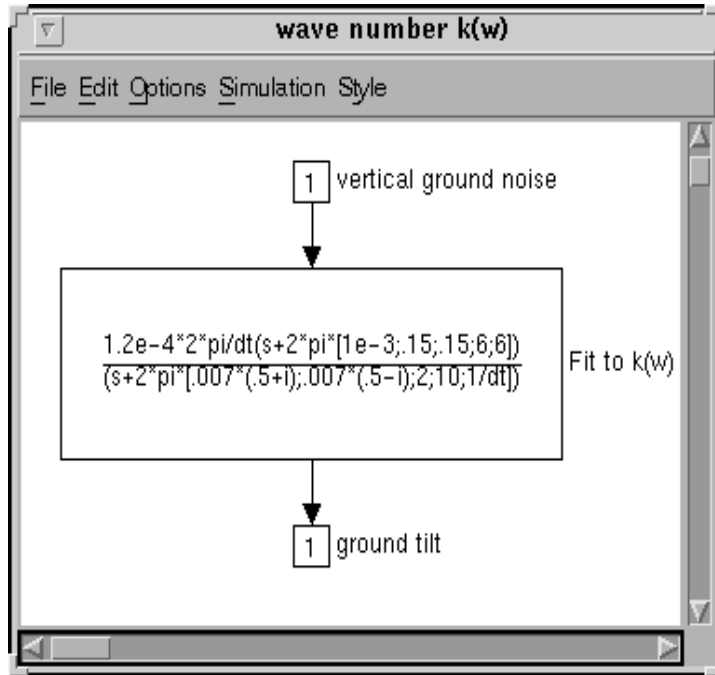 wave number k(w)
File Edit Options Simulation Style
1 vertical ground noise
1.2e-4*2*pi/dt(s+2*pi*[1e-3;.15;.15;6;6])
(s+2*pi*[.007*(.5+i);.007*(.5-i);2;10;1/dt])
Fit to k(w)
1 ground tilt